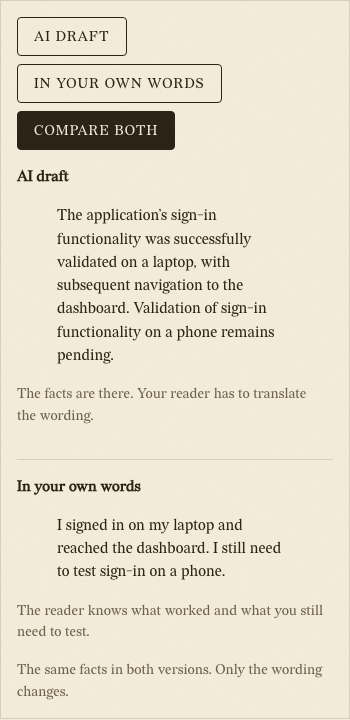 AI DRAFT
IN YOUR OWN WORDS
COMPARE BOTH
AI draft
The application's sign-in
functionality was successfully
validated on a laptop, with
subsequent navigation to the
dashboard. Validation of sign-in
functionality on a phone remains
pending.
The facts are there. Your reader has to translate
the wording.
In your own words
I signed in on my laptop and
reached the dashboard. I still need
to test sign-in on a phone.
The reader knows what worked and what you still
need to test.
The same facts in both versions. Only the wording
changes.